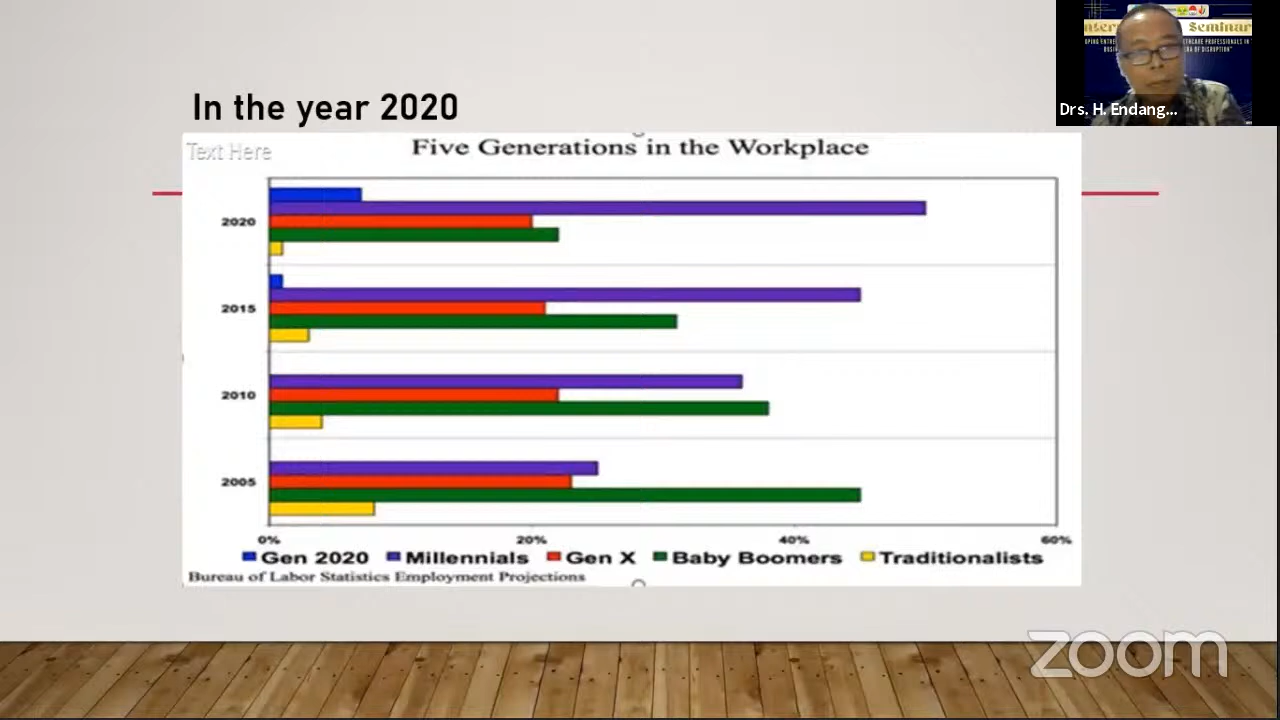 In the year 2020
Text Here
Five Generations in the Workplace
2020
2015
2010
2005
0% 20% 40% 60%
Gen 2020 Millennials Gen X Baby Boomers Traditionalists
Bureau of Labor Statistics Employment Projections
Seminar
Drs. H. Endang...
zoom